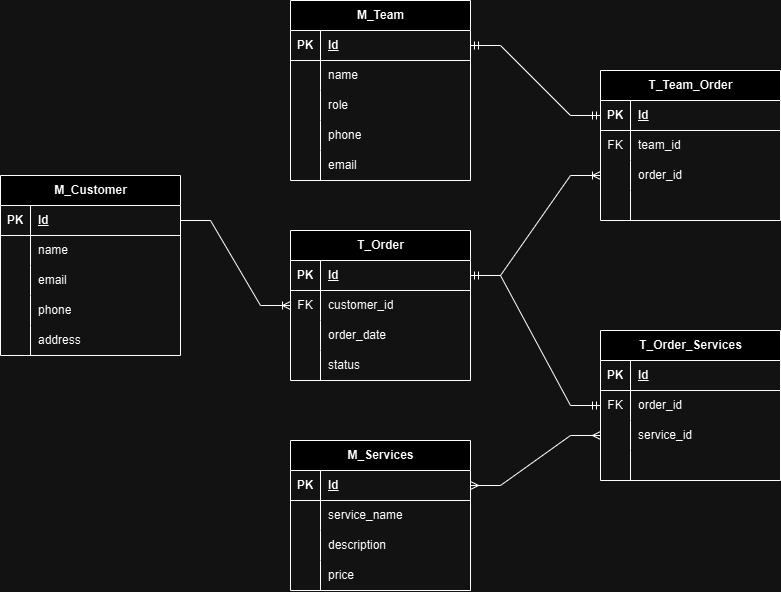 M_Team
PK Id
name
role
phone
email
T_Team_Order
PK Id
FK team_id
order_id
M_Customer
PK Id
name
email
phone
address
T_Order
PK Id
FK customer_id
order_date
status
T_Order_Services
PK Id
FK order_id
service_id
M_Services
PK Id
service_name
description
price